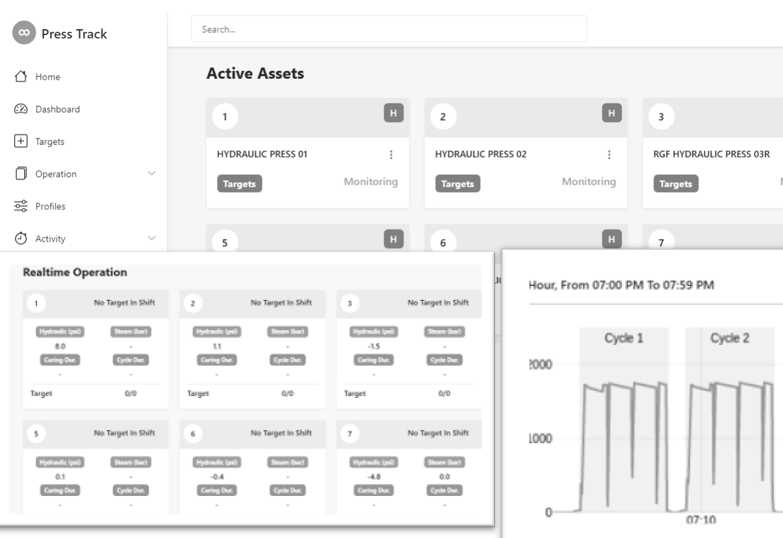 Press Track
Search...
Home
Dashboard
Targets
Operation
Profiles
Activity
Active Assets
1 H
HYDRAULIC PRESS 01
Targets Monitoring
2 H
HYDRAULIC PRESS 02
Targets Monitoring
3
RGF HYDRAULIC PRESS 03R
Targets
5 H
6 H
7
Realtime Operation
1 No Target In Shift
Hydraulic (psi) Steam (bar)
8.0 -
Curing Dur. Cycle Dur.
- -
Target 0/0
2 No Target In Shift
Hydraulic (psi) Steam (bar)
1.1 -
Curing Dur. Cycle Dur.
- -
Target 0/0
3 No Target In Shift
Hydraulic (psi) Steam (bar)
-1.5 -
Curing Dur. Cycle Dur.
- -
Target 0/0
5 No Target In Shift
Hydraulic (psi) Steam (bar)
0.1 -
Curing Dur. Cycle Dur.
- -
6 No Target In Shift
Hydraulic (psi) Steam (bar)
-0.4 -
Curing Dur. Cycle Dur.
- -
7 No Target In Shift
Hydraulic (psi) Steam (bar)
-4.8 0.0
Curing Dur. Cycle Dur.
- -
Hour, From 07:00 PM To 07:59 PM
Cycle 1 Cycle 2
2000
1000
0
07:10